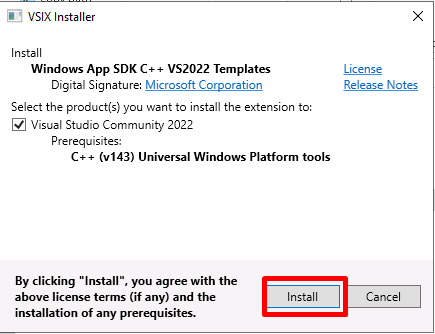 VSIX Installer
Install
Windows App SDK C++ VS2022 Templates License
Digital Signature: Microsoft Corporation Release Notes
Select the product(s) you want to install the extension to:
Visual Studio Community 2022
Prerequisites:
C++ (v143) Universal Windows Platform tools
By clicking "Install", you agree with the
above license terms (if any) and the
installation of any prerequisites.
Install Cancel